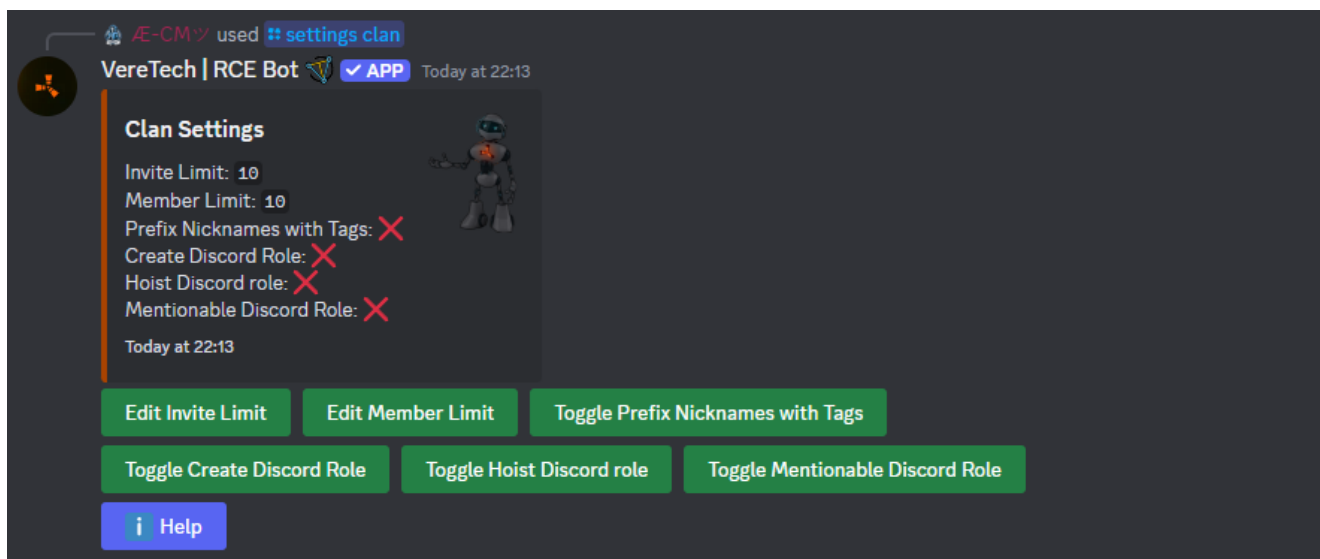 Æ-CMツ used settings clan
VereTech | RCE Bot APP Today at 22:13
Clan Settings
Invite Limit: 10
Member Limit: 10
Prefix Nicknames with Tags: ❌
Create Discord Role: ❌
Hoist Discord role: ❌
Mentionable Discord Role: ❌
Today at 22:13
Edit Invite Limit Edit Member Limit Toggle Prefix Nicknames with Tags
Toggle Create Discord Role Toggle Hoist Discord role Toggle Mentionable Discord Role
ℹ️ Help